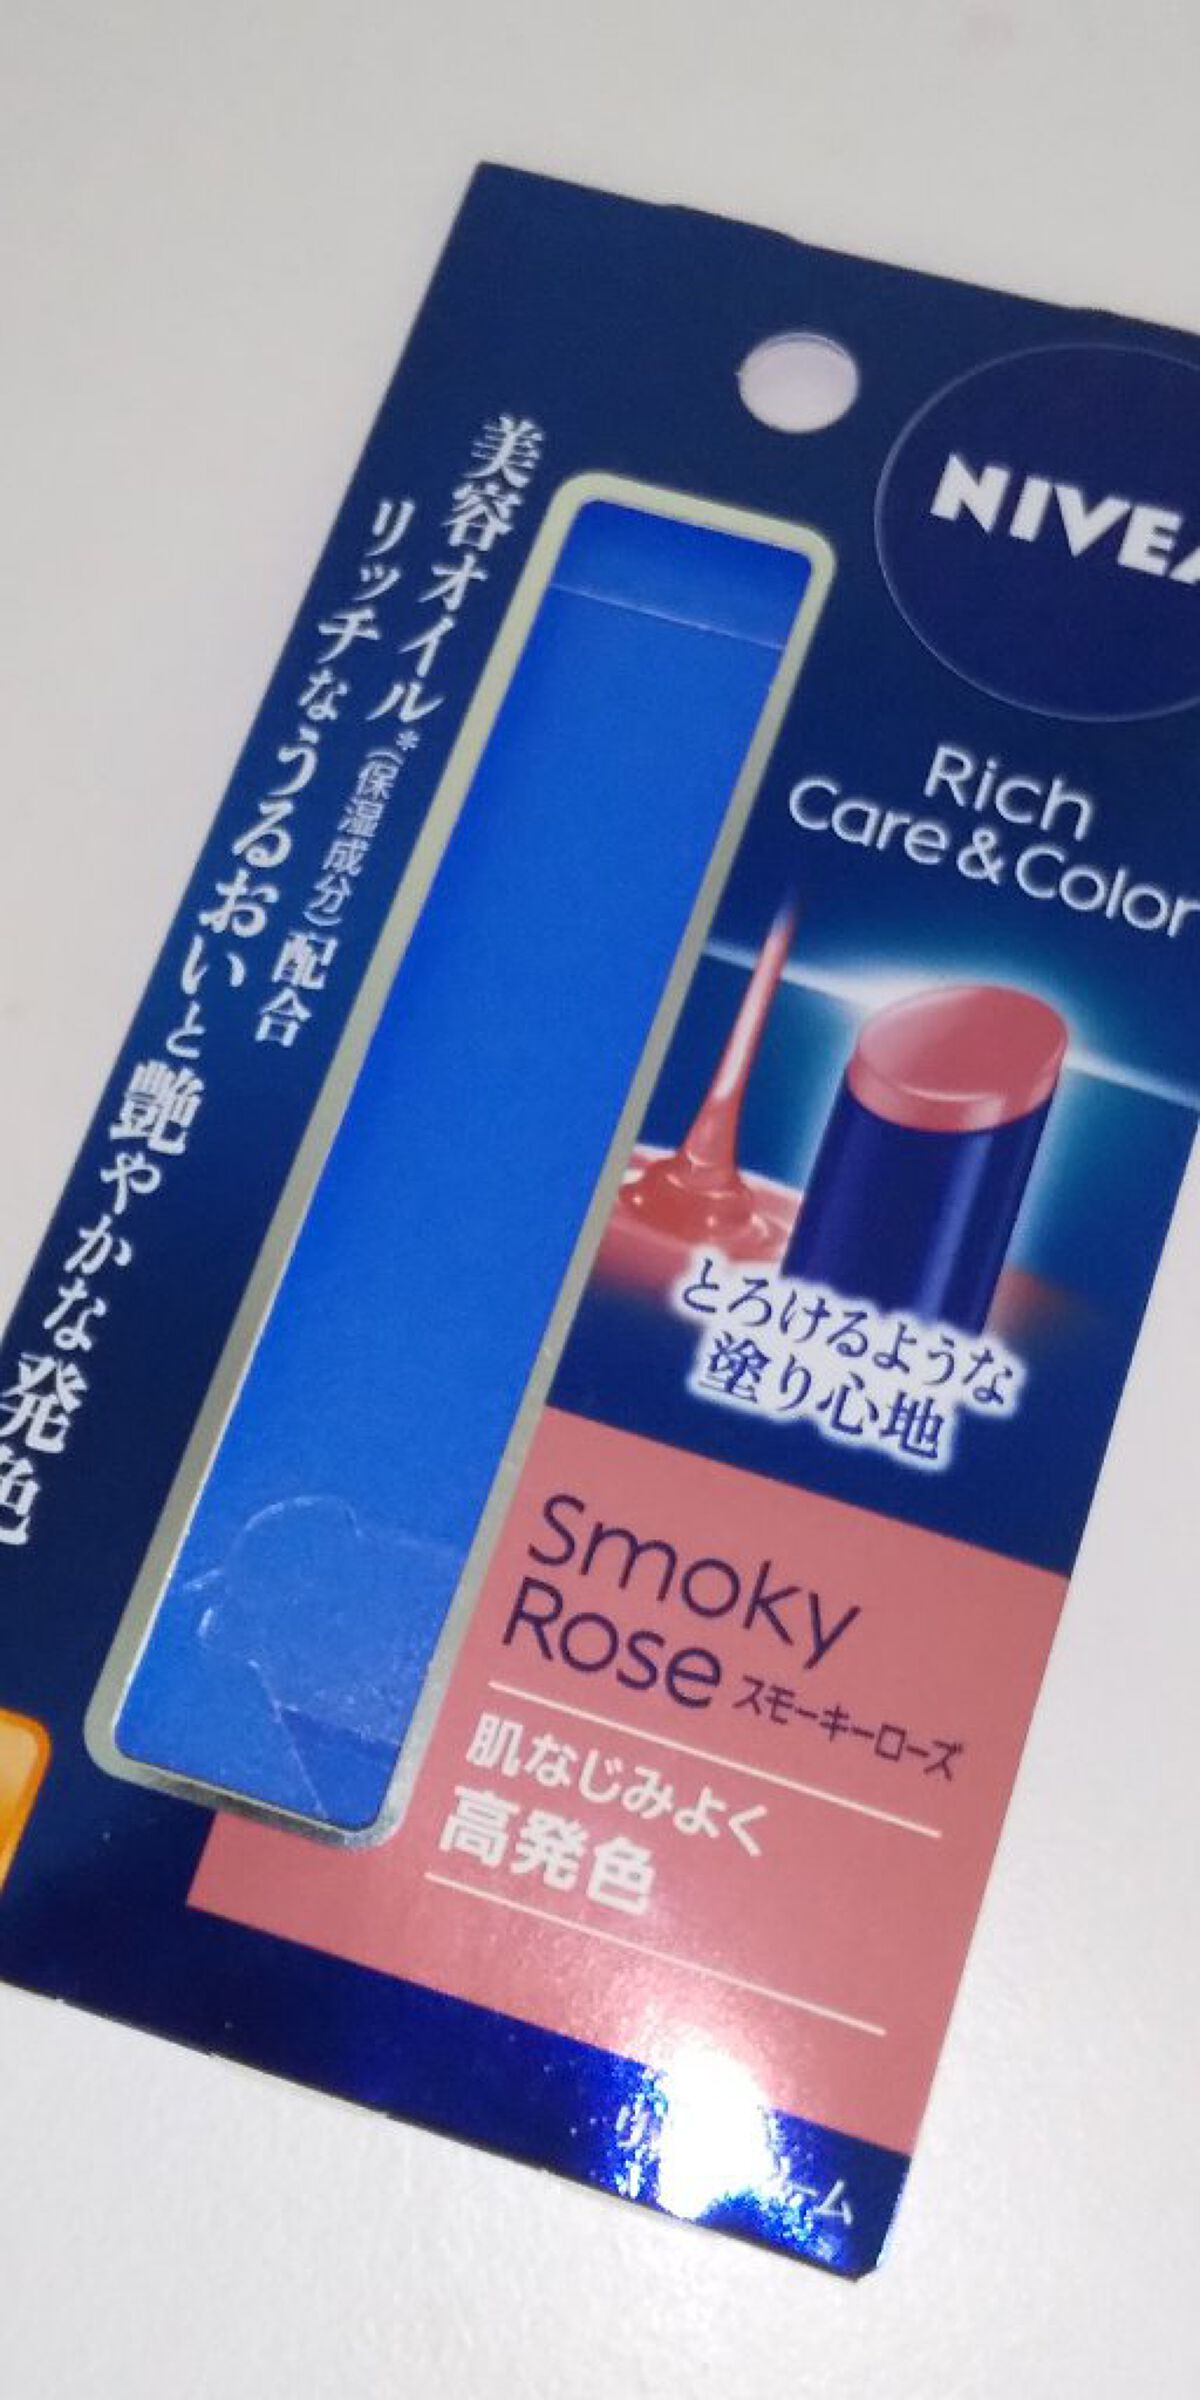 NIVEA
Rich
Care & Color
美容オイル*(保湿成分)配合
リッチなうるおいと艶やかな発色
とろけるような
塗り心地
Smoky
Rose スモーキーローズ
肌なじみよく
高発色